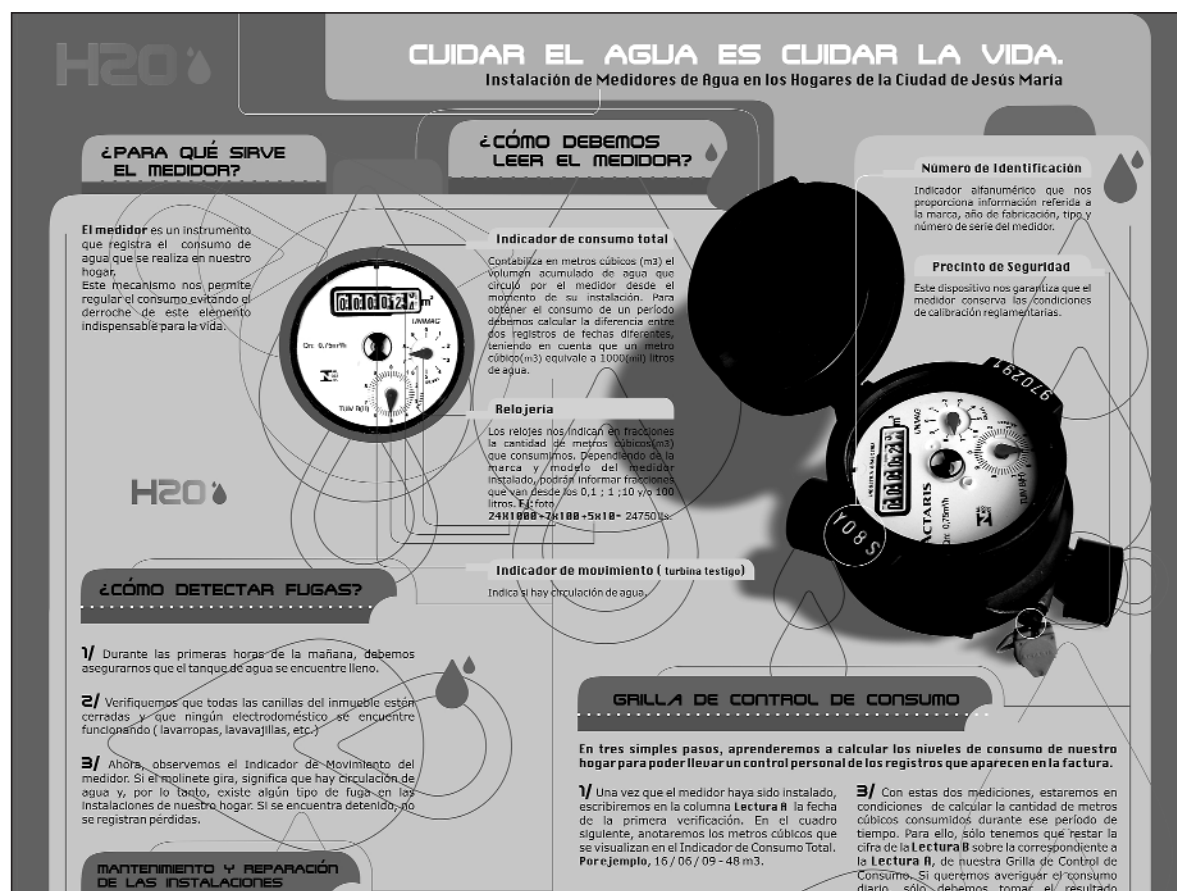 H2O
CUIDAR EL AGUA ES CUIDAR LA VIDA.
Instalación de Medidores de Agua en los Hogares de la Ciudad de Jesús María
¿PARA QUÉ SIRVE
EL MEDIDOR?
El medidor es un instrumento
que registra el consumo de
agua que se realiza en nuestro
hogar.
Este mecanismo nos permite
regular el consumo evitando el
derroche de este elemento
indispensable para la vida.
¿CÓMO DEBEMOS
LEER EL MEDIDOR?
m³
UNIMAG
Qn: 0,75m³/h
Indicador de consumo total
Contabiliza en metros cúbicos (m3) el
volumen acumulado de agua que
circuló por el medidor desde el
momento de su instalación. Para
obtener el consumo de un período
debemos calcular la diferencia entre
dos registros de fechas diferentes,
teniendo en cuenta que un metro
cúbico(m3) equivale a 1000(mil) litros
de agua.
Relojería
Los relojes nos indican en fracciones
la cantidad de metros cúbicos(m3)
que consumimos. Dependiendo de la
marca y modelo del medidor
instalado, podrán informar fracciones
que van desde los 0,1 ; 1 ;10 y/o 100
litros. Ej: foto
24X1000+7x100+5x10= 24750 lts.
Indicador de movimiento ( turbina testigo)
Indica si hay circulación de agua.
Número de Identificación
Indicador alfanumérico que nos
proporciona información referida a
la marca, año de fabricación, tipo y
número de serie del medidor.
Precinto de Seguridad
Este dispositivo nos garantiza que el
medidor conserva las condiciones
de calibración reglamentarias.
970291
UNIMAG
m³
ACTARIS
Qn: 0,75m³/h
YO8S
H2O
¿CÓMO DETECTAR FUGAS?
1/ Durante las primeras horas de la mañana, debemos
asegurarnos que el tanque de agua se encuentre lleno.
2/ Verifiquemos que todas las canillas del inmueble estén
cerradas y que ningún electrodoméstico se encuentre
funcionando ( lavarropas, lavavajillas, etc.)
3/ Ahora, observemos el Indicador de Movimiento del
medidor. Si el molinete gira, significa que hay circulación de
agua y, por lo tanto, existe algún tipo de fuga en las
instalaciones de nuestro hogar. Si se encuentra detenido, no
se registran pérdidas.
MANTENIMIENTO Y REPARACIÓN
DE LAS INSTALACIONES
GRILLA DE CONTROL DE CONSUMO
En tres simples pasos, aprenderemos a calcular los niveles de consumo de nuestro
hogar para poder llevar un control personal de los registros que aparecen en la factura.
1/ Una vez que el medidor haya sido instalado,
escribiremos en la columna Lectura A la fecha
de la primera verificación. En el cuadro
siguiente, anotaremos los metros cúbicos que
se visualizan en el Indicador de Consumo Total.
Por ejemplo, 16 / 06 / 09 - 48 m3.
3/ Con estas dos mediciones, estaremos en
condiciones de calcular la cantidad de metros
cúbicos consumidos durante ese período de
tiempo. Para ello, sólo tenemos que restar la
cifra de la Lectura B sobre la correspondiente a
la Lectura A, de nuestra Grilla de Control de
Consumo. Si queremos averiguar el consumo
diario, sólo debemos tomar el resultado